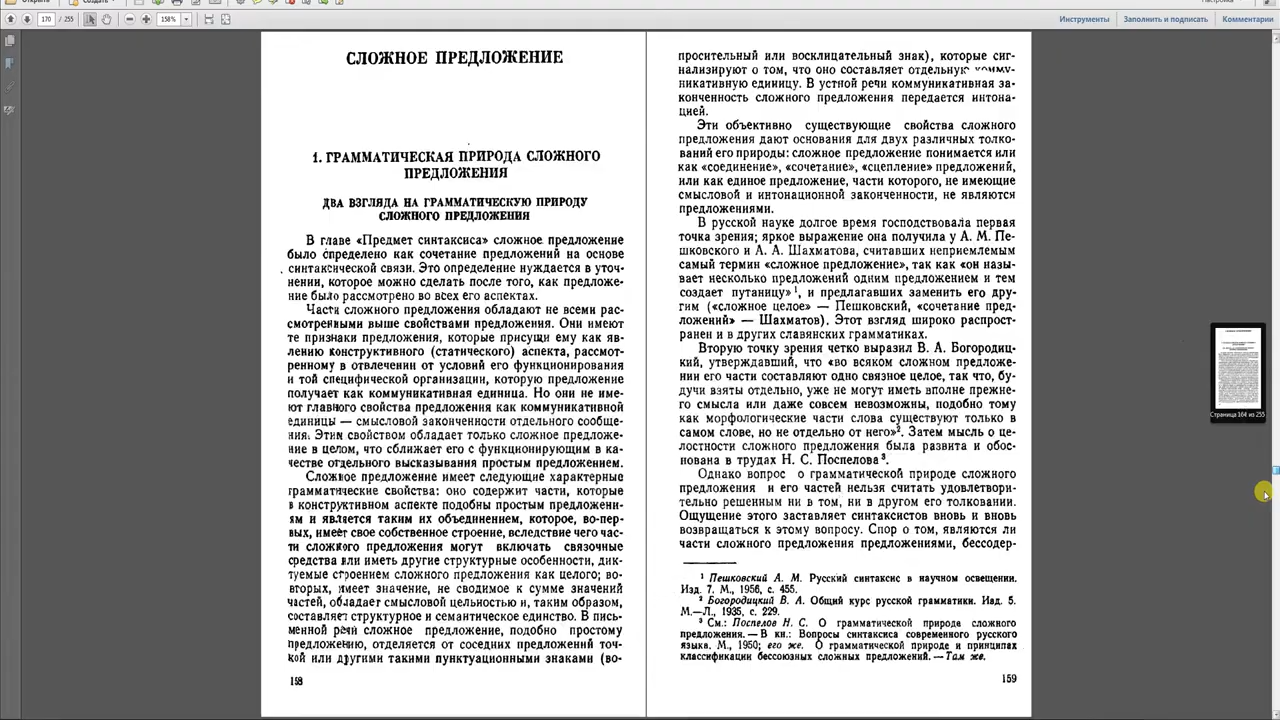 170
/ 255
158%
Инструменты
Заполнить и подписать
Комментарии
СЛОЖНОЕ ПРЕДЛОЖЕНИЕ
1. ГРАММАТИЧЕСКАЯ ПРИРОДА СЛОЖНОГО
ПРЕДЛОЖЕНИЯ
ДВА ВЗГЛЯДА НА ГРАММАТИЧЕСКУЮ ПРИРОДУ
СЛОЖНОГО ПРЕДЛОЖЕНИЯ
В главе «Предмет синтаксиса» сложное предложение
было определено как сочетание предложений на основе
синтаксической связи. Это определение нуждается в уточ-
нении, которое можно сделать после того, как предложе-
ние было рассмотрено во всех его аспектах.
Части сложного предложения обладают не всеми рас-
смотренными выше свойствами предложения. Они имеют
те признаки предложения, которые присущи ему как яв-
лению конструктивного (статического) аспекта, рассмот-
ренному в отвлечении от условий его функционирования
и той специфической организации, которую предложение
получает как коммуникативная единица. Но они не име-
ют главного свойства предложения как коммуникативной
единицы — смысловой законченности отдельного сообще-
ния. Этим свойством обладает только сложное предложе-
ние в целом, что сближает его с функционирующим в ка-
честве отдельного высказывания простым предложением.
Сложное предложение имеет следующие характерные
грамматические свойства: оно содержит части, которые
в конструктивном аспекте подобны простым предложени-
ям и является таким их объединением, которое, во-пер-
вых, имеет свое собственное строение, вследствие чего час-
ти сложного предложения могут включать связочные
средства или иметь другие структурные особенности, дик-
туемые строением сложного предложения как целого; во-
вторых, имеет значение, не сводимое к сумме значений
частей, обладает смысловой цельностью и, таким образом,
составляет структурное и семантическое единство. В пись-
менной речи сложное предложение, подобно простому
предложению, отделяется от соседних предложений точ-
кой или другими такими пунктуационными знаками (во-
158
просительный или восклицательный знак), которые сиг-
нализируют о том, что оно составляет отдельную комму-
никативную единицу. В устной речи коммуникативная за-
конченность сложного предложения передается интона-
цией.
Эти объективно существующие свойства сложного
предложения дают основания для двух различных толко-
ваний его природы: сложное предложение понимается или
как «соединение», «сочетание», «сцепление» предложений,
или как единое предложение, части которого, не имеющие
смысловой и интонационной законченности, не являются
предложениями.
В русской науке долгое время господствовала первая
точка зрения; яркое выражение она получила у А. М. Пе-
шковского и А. А. Шахматова, считавших неприемлемым
самый термин «сложное предложение», так как «он назы-
вает несколько предложений одним предложением и тем
создает путаницу»¹, и предлагавших заменить его дру-
гим («сложное целое» — Пешковский, «сочетание пред-
ложений» — Шахматов). Этот взгляд широко распрост-
ранен и в других славянских грамматиках.
Вторую точку зрения четко выразил В. А. Богородиц-
кий, утверждавший, что «во всяком сложном предложе-
нии его части составляют одно связное целое, так что, бу-
дучи взяты отдельно, уже не могут иметь вполне прежне-
го смысла или даже совсем невозможны, подобно тому
как морфологические части слова существуют только в
самом слове, но не отдельно от него»². Затем мысль о це-
лостности сложного предложения была развита и обос-
нована в трудах Н. С. Поспелова³.
Однако вопрос о грамматической природе сложного
предложения и его частей нельзя считать удовлетвори-
тельно решенным ни в том, ни в другом его толковании.
Ощущение этого заставляет синтаксистов вновь и вновь
возвращаться к этому вопросу. Спор о том, являются ли
части сложного предложения предложениями, бессодер-
¹ Пешковский А. М. Русский синтаксис в научном освещении.
Изд. 7. М., 1956, с. 455.
² Богородицкий В. А. Общий курс русской грамматики. Изд. 5.
М.—Л., 1935, с. 229.
³ См.: Поспелов Н. С. О грамматической природе сложного
предложения. — В кн.: Вопросы синтаксиса современного русского
языка. М., 1950; его же. О грамматической природе и принципах
классификации бессоюзных сложных предложений. — Там же.
159
Страница 164 из 255